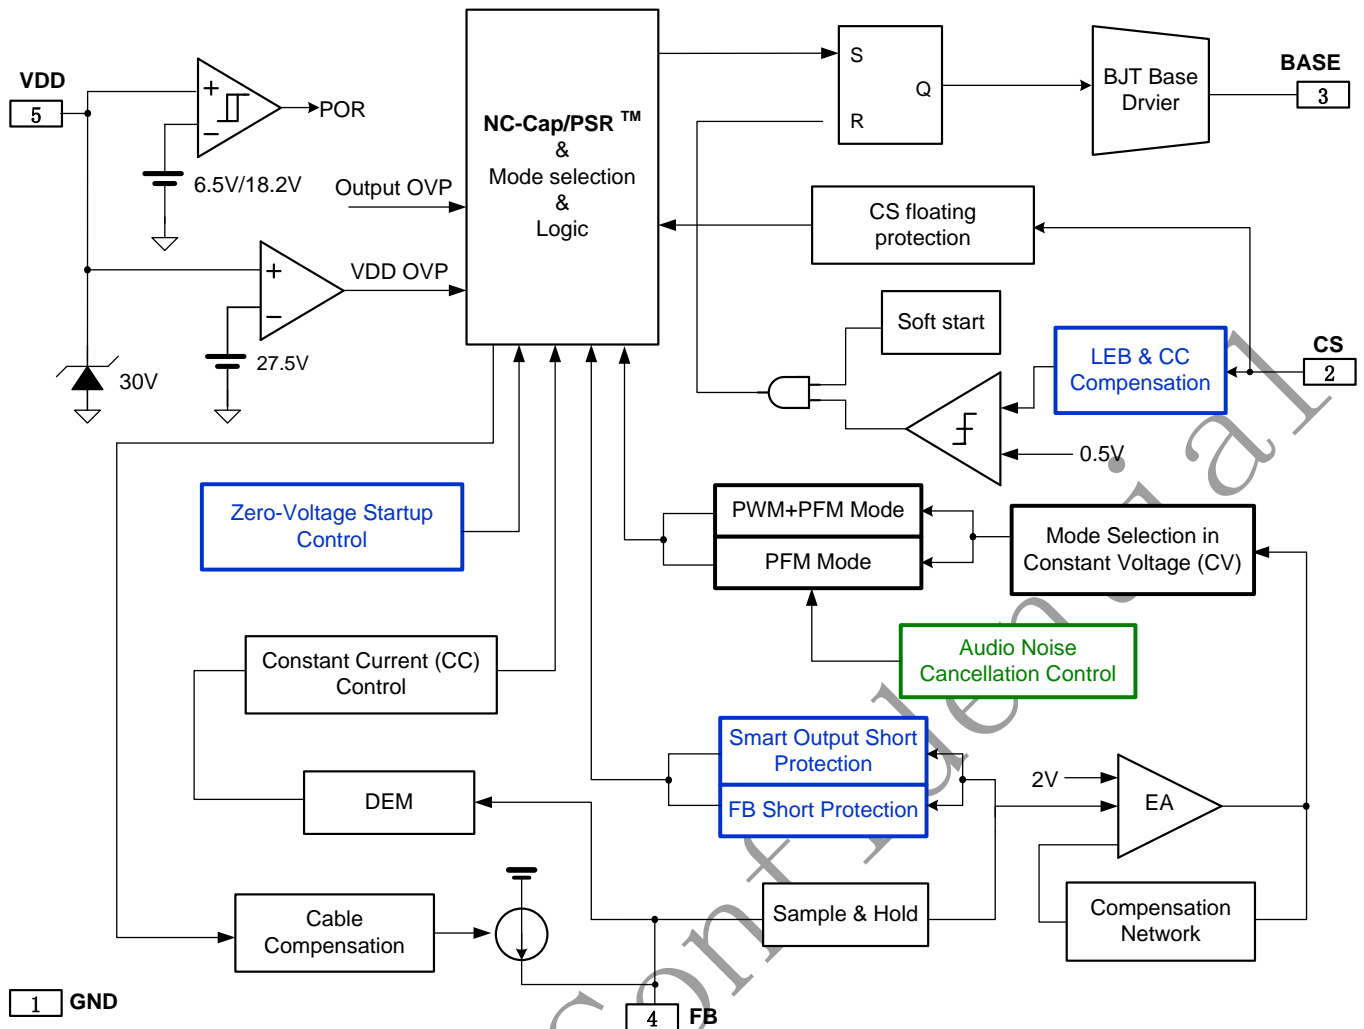 VDD
5
+
−
POR
6.5V/18.2V
Output OVP
+
−
VDD OVP
27.5V
30V
NC-Cap/PSR TM
&
Mode selection
&
Logic
S
R
Q
BJT Base
Drvier
BASE
3
CS floating
protection
Soft start
LEB & CC
Compensation
CS
2
0.5V
Zero-Voltage Startup
Control
PWM+PFM Mode
PFM Mode
Mode Selection in
Constant Voltage (CV)
Audio Noise
Cancellation Control
Constant Current (CC)
Control
Smart Output Short
Protection
FB Short Protection
DEM
2V
EA
Cable
Compensation
Sample & Hold
Compensation
Network
1
GND
4
FB
Confidential